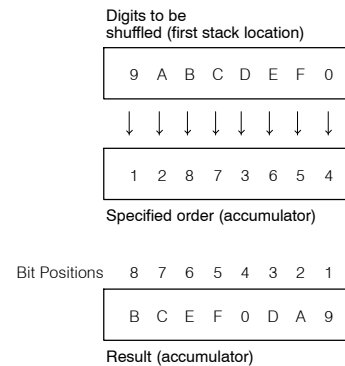 Digits to be
shuffled (first stack location)
9 A B C D E F 0
1 2 8 7 3 6 5 4
Specified order (accumulator)
Bit Positions 8 7 6 5 4 3 2 1
B C E F 0 D A 9
Result (accumulator)